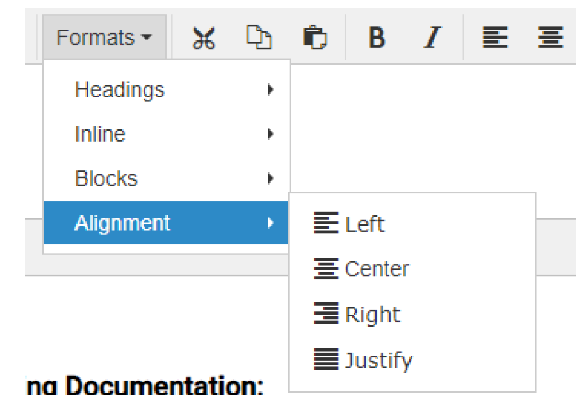 Formats
B I
Headings
Inline
Blocks
Alignment
Left
Center
Right
Justify
ng Documentation: